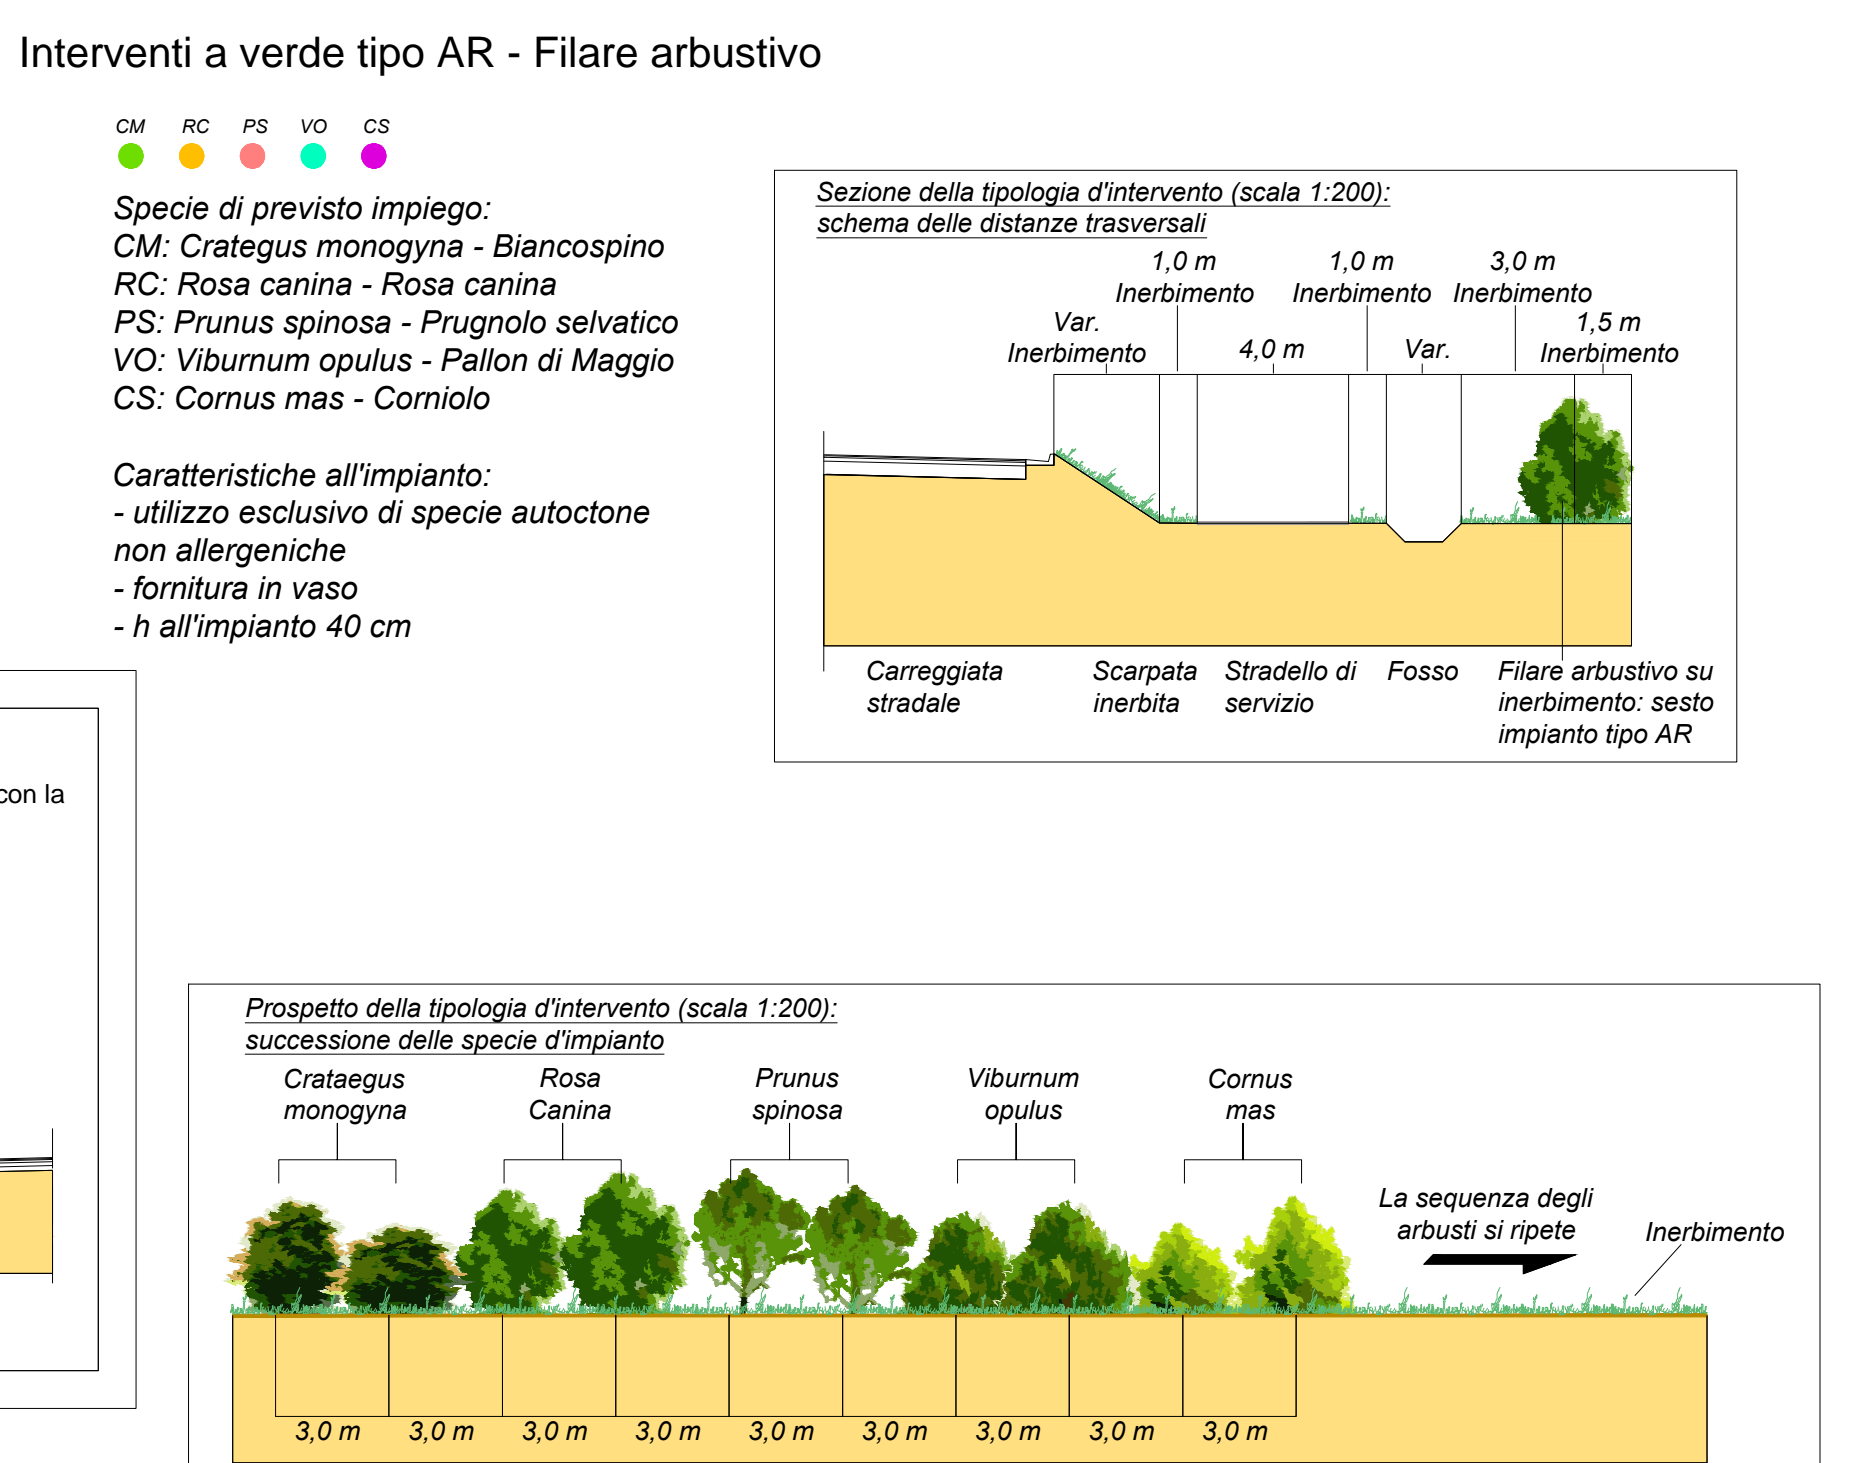 Interventi a verde tipo AR - Filare arbustivo
CM RC PS VO CS
Specie di previsto impiego:
CM: Crategus monogyna - Biancospino
RC: Rosa canina - Rosa canina
PS: Prunus spinosa - Prugnolo selvatico
VO: Viburnum opulus - Pallon di Maggio
CS: Cornus mas - Corniolo
Caratteristiche all'impianto:
- utilizzo esclusivo di specie autoctone
non allergeniche
- fornitura in vaso
- h all'impianto 40 cm
con la
Sezione della tipologia d'intervento (scala 1:200):
schema delle distanze trasversali
1,0 m 1,0 m 3,0 m
Inerbimento Inerbimento Inerbimento
Var. 1,5 m
Inerbimento 4,0 m Var. Inerbimento
Carreggiata
stradale
Scarpata
inerbita
Stradello di
servizio
Fosso
Filare arbustivo su
inerbimento: sesto
impianto tipo AR
Prospetto della tipologia d'intervento (scala 1:200):
successione delle specie d'impianto
Crataegus
monogyna
Rosa
Canina
Prunus
spinosa
Viburnum
opulus
Cornus
mas
La sequenza degli
arbusti si ripete
Inerbimento
3,0 m 3,0 m 3,0 m 3,0 m 3,0 m 3,0 m 3,0 m 3,0 m 3,0 m